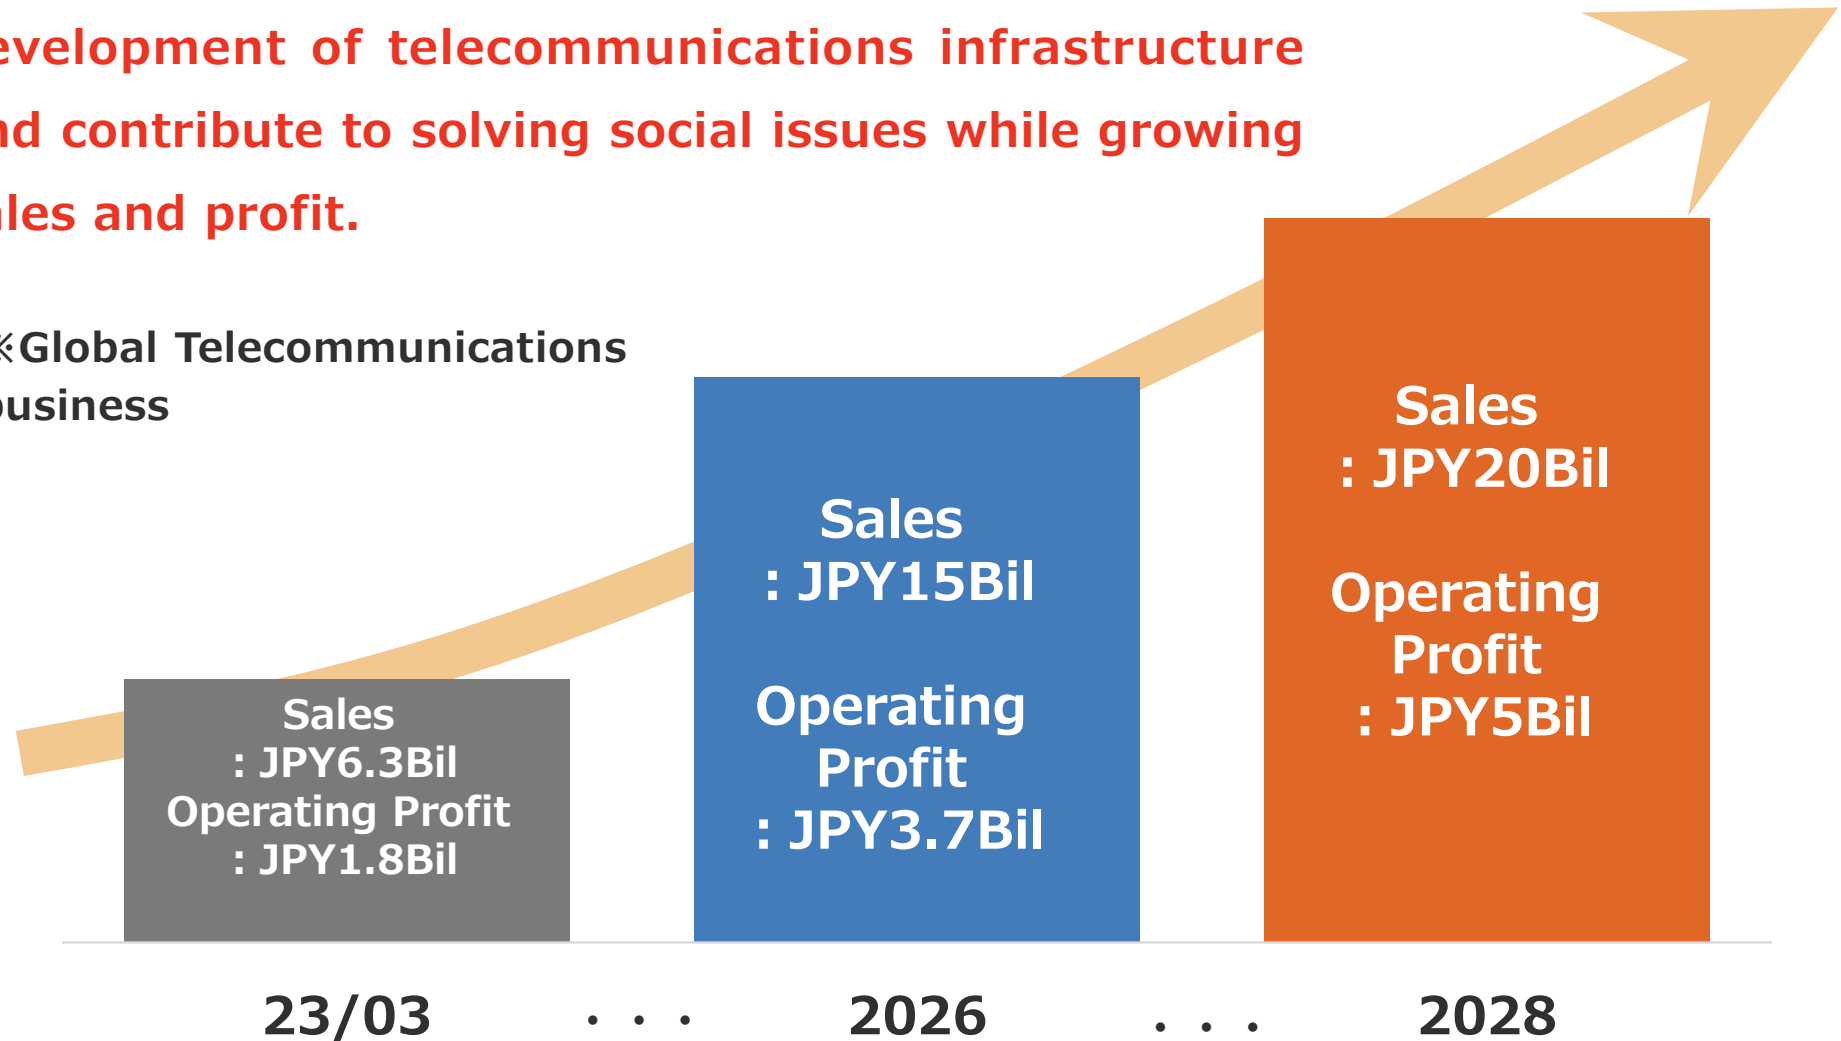 evelopment of telecommunications infrastructure
nd contribute to solving social issues while growing
ales and profit.
※Global Telecommunications
business
Sales
: JPY6.3Bil
Operating Profit
: JPY1.8Bil
Sales
: JPY15Bil
Operating
Profit
: JPY3.7Bil
Sales
: JPY20Bil
Operating
Profit
: JPY5Bil
23/03 ・・・ 2026 ・・・ 2028